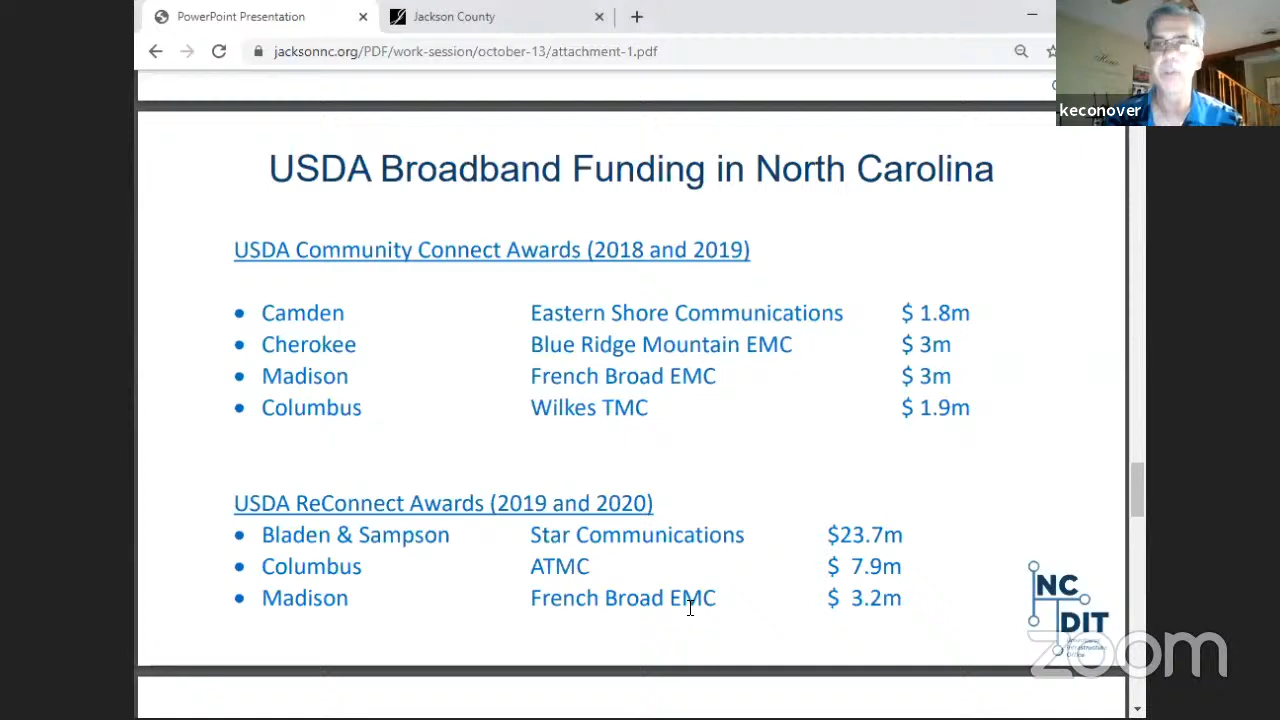 PowerPoint Presentation
Jackson County
jacksonnc.org/PDF/work-session/october-13/attachment-1.pdf
keconover
USDA Broadband Funding in North Carolina
USDA Community Connect Awards (2018 and 2019)
• Camden Eastern Shore Communications $ 1.8m
• Cherokee Blue Ridge Mountain EMC $ 3m
• Madison French Broad EMC $ 3m
• Columbus Wilkes TMC $ 1.9m
USDA ReConnect Awards (2019 and 2020)
• Bladen & Sampson Star Communications $23.7m
• Columbus ATMC $ 7.9m
• Madison French Broad EMC $ 3.2m
NC
DIT
Infrastructure
Office
zoom